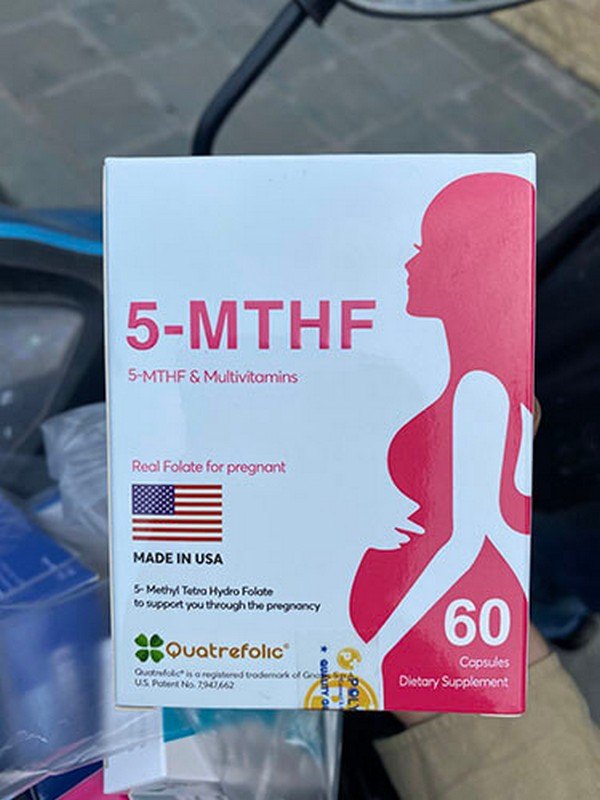 5-MTHF
5-MTHF & Multivitamins
Real Folate for pregnant
MADE IN USA
5- Methyl Tetra Hydro Folate
to support you through the pregnancy
Quatrefolic®
Quatrefolic® is a registered trademark of
U.S. Patent No. 7,947,662
60
Capsules
Dietary Supplement